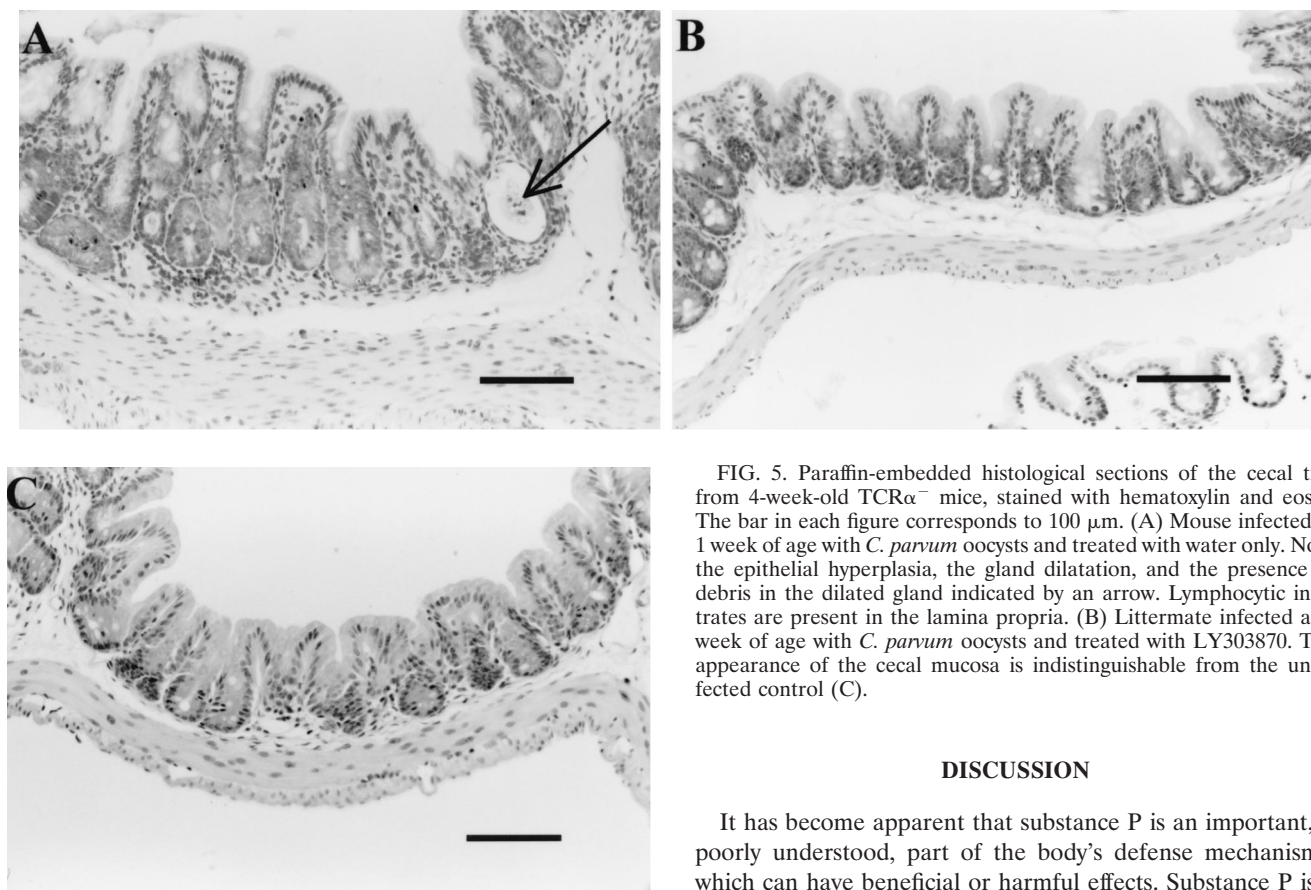 A
B
C
FIG. 5. Paraffin-embedded histological sections of the cecal
from 4-week-old TCRα⁻ mice, stained with hematoxylin and
The bar in each figure corresponds to 100 μm. (A) Mouse infected
1 week of age with C. parvum oocysts and treated with water only.
the epithelial hyperplasia, the gland dilatation, and the presence
debris in the dilated gland indicated by an arrow. Lymphocytic
trates are present in the lamina propria. (B) Littermate infected
week of age with C. parvum oocysts and treated with LY303870.
appearance of the cecal mucosa is indistinguishable from the
fected control (C).
DISCUSSION
It has become apparent that substance P is an important,
poorly understood, part of the body's defense
which can have beneficial or harmful effects. Substance P is